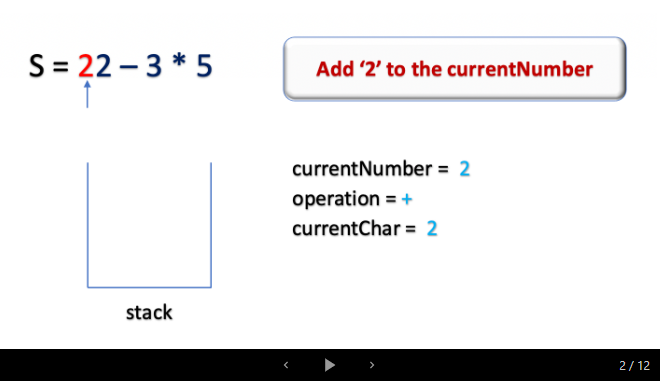 S = 22 – 3 * 5
Add ‘2’ to the currentNumber
currentNumber = 2
operation = +
currentChar = 2
stack
2 / 12